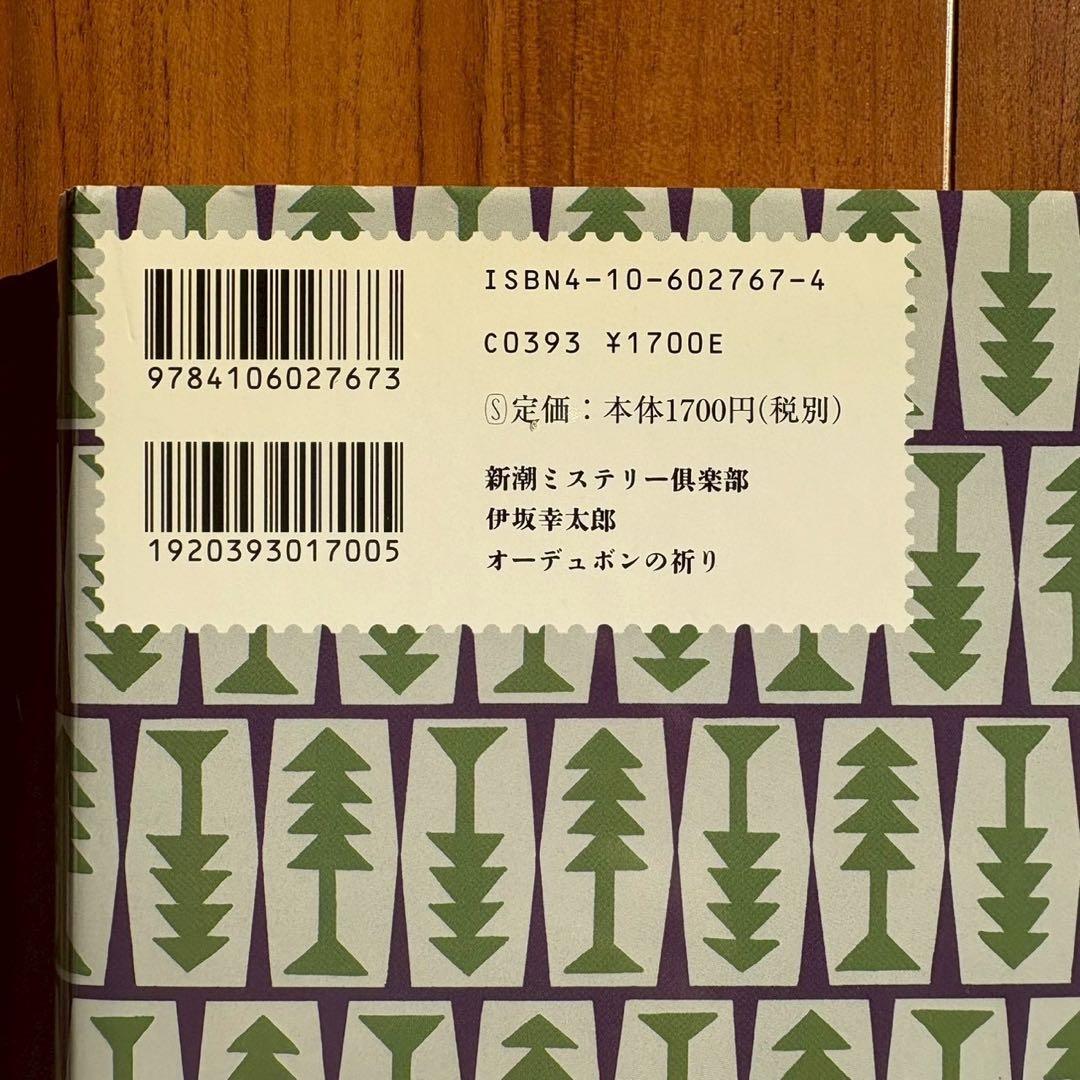 9784106027673
1920393017005
ISBN4-10-602767-4
C0393 ¥1700E
Ⓢ定価：本体1700円(税別)
新潮ミステリー倶楽部
伊坂幸太郎
オーデュボンの祈り